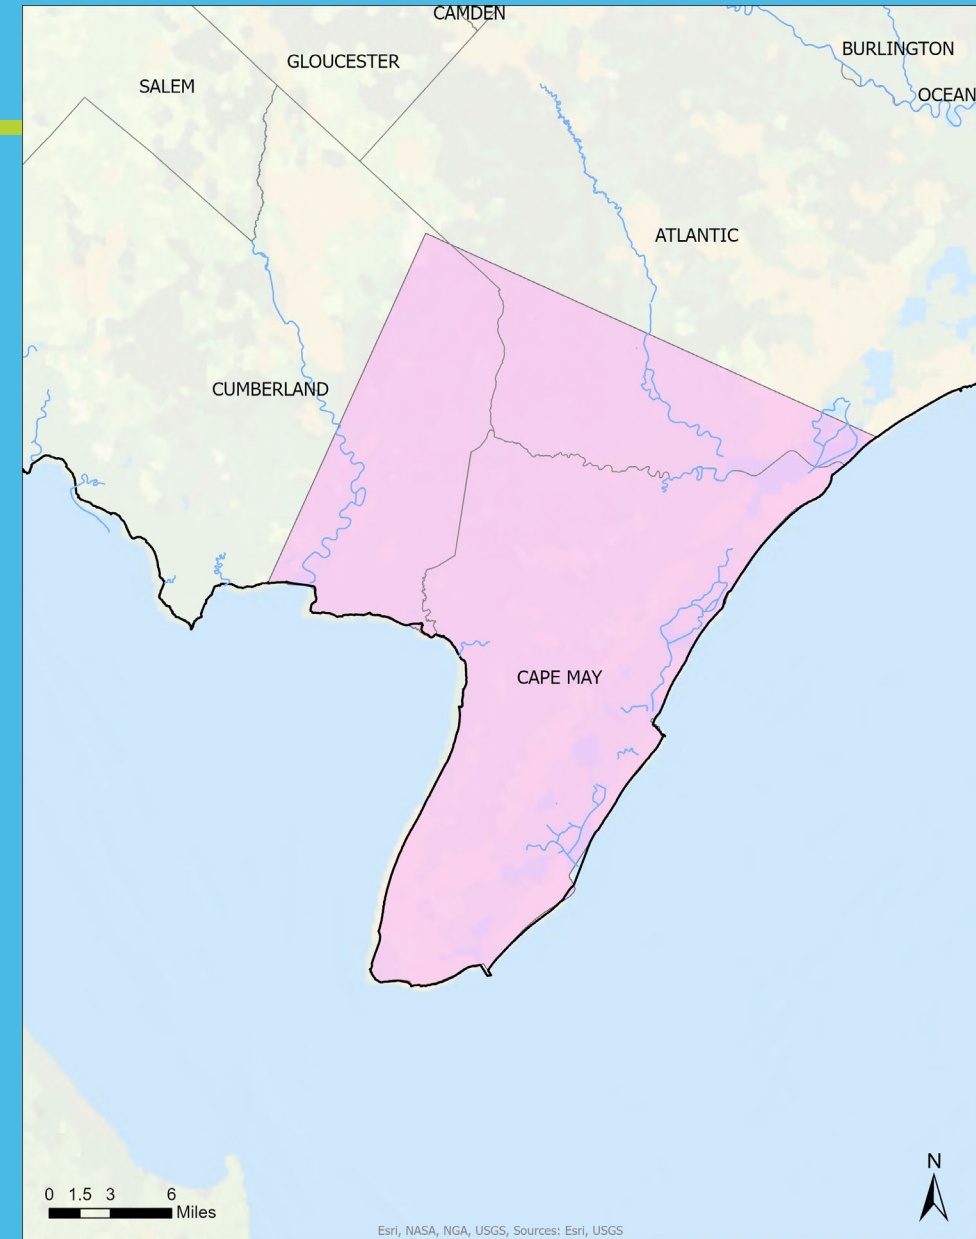 CAMDEN
BURLINGTON
GLOUCESTER
SALEM
OCEAN
ATLANTIC
CUMBERLAND
CAPE MAY
N
0 1.5 3 6
Miles
Esri, NASA, NGA, USGS, Sources: Esri, USGS